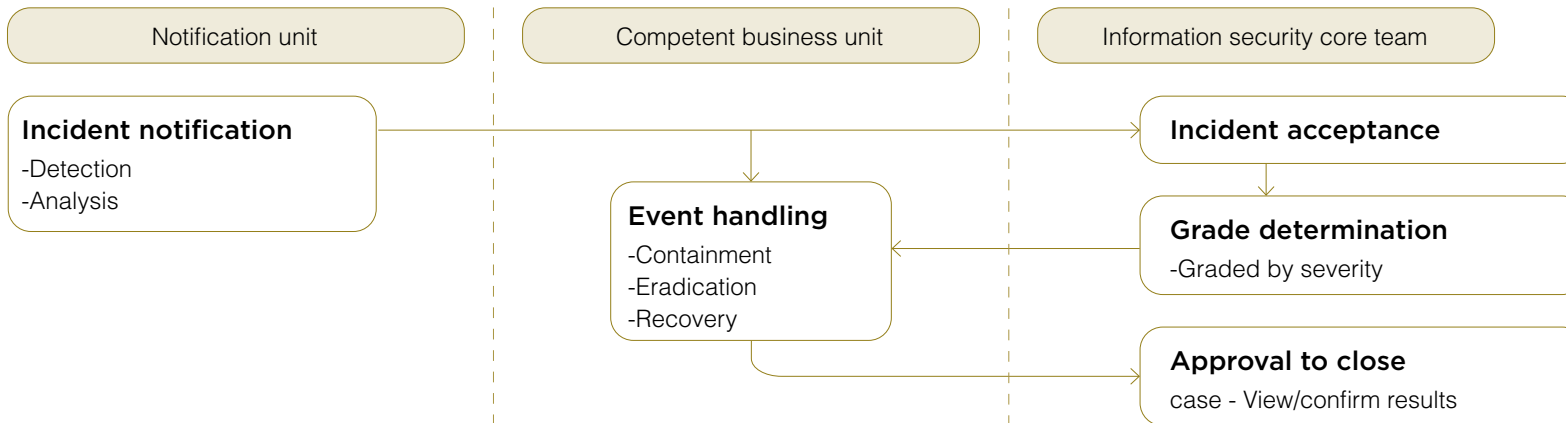 Notification unit
Competent business unit
Information security core team
Incident notification
-Detection
-Analysis
Event handling
-Containment
-Eradication
-Recovery
Incident acceptance
Grade determination
-Graded by severity
Approval to close
case - View/confirm results